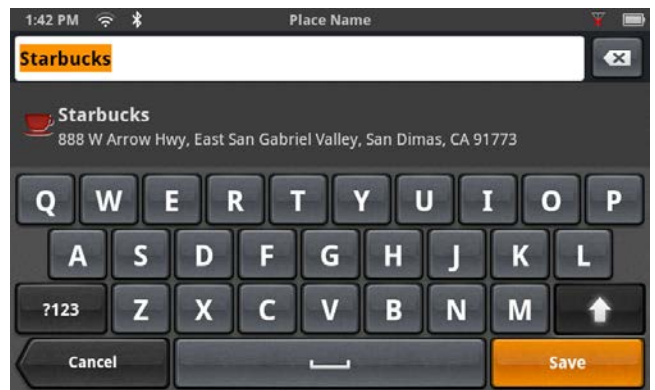 1:42 PM Place Name
Starbucks
Starbucks
888 W Arrow Hwy, East San Gabriel Valley, San Dimas, CA 91773
Q W E R T Y U I O P
A S D F G H J K L
?123 Z X C V B N M
Cancel Save